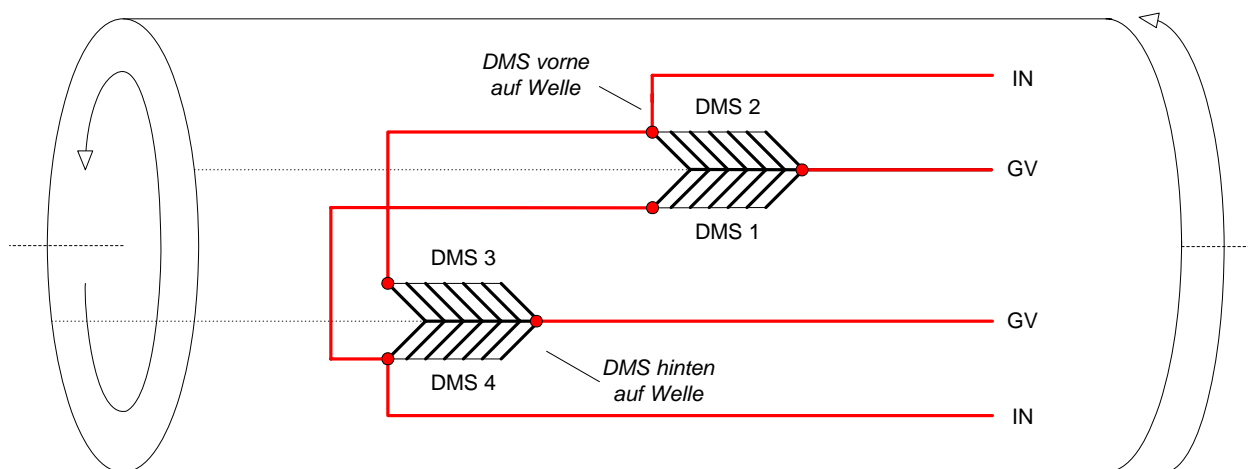 DMS vorne
auf Welle
IN
DMS 2
GV
DMS 1
DMS 3
GV
DMS hinten
auf Welle
DMS 4
IN